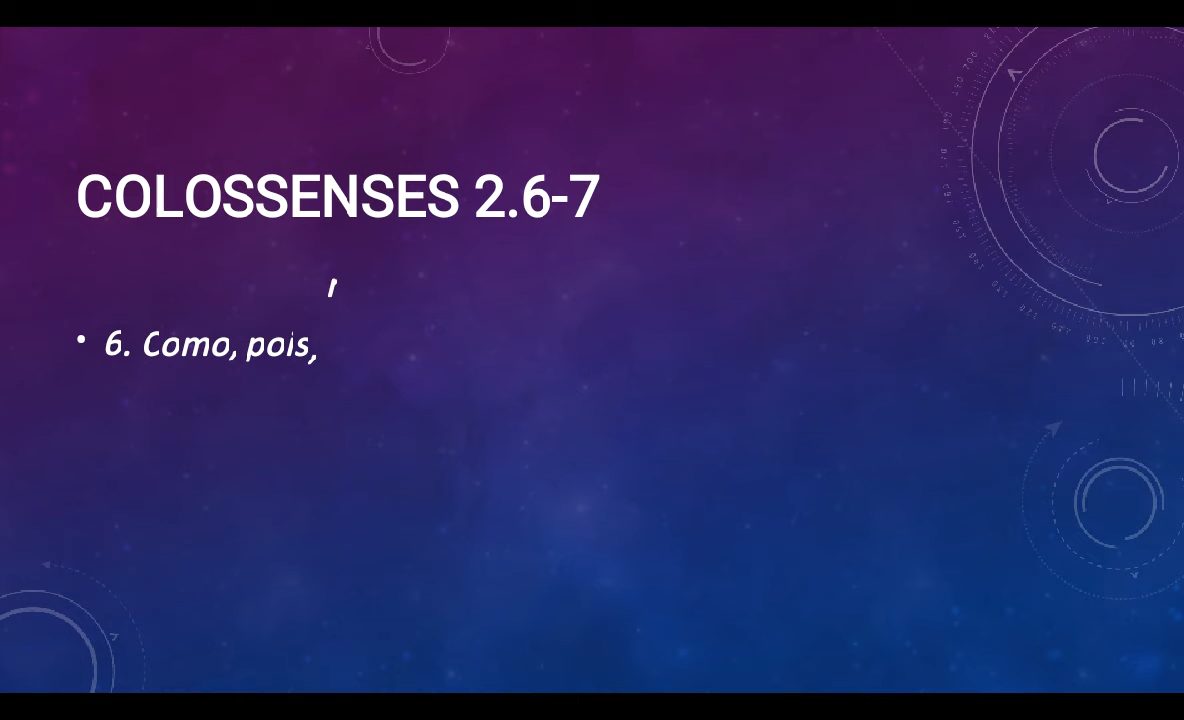 COLOSSENSES 2.6-7
• 6. Como, pois,